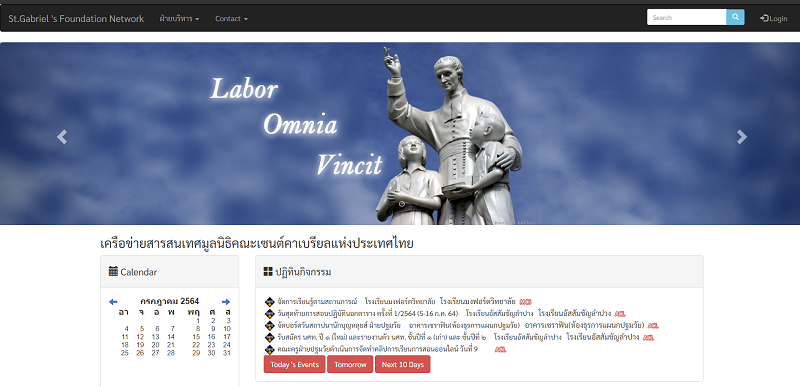 St.Gabriel 's Foundation Network ฝ่ายบริหาร Contact Search Login
Labor
Omnia
Vincit
เครือข่ายสารสนเทศมูลนิธิคณะเซนต์คาเบรียลแห่งประเทศไทย
Calendar
กรกฎาคม 2564
อา จ อ พ พฤ ศ ส
1 2 3
4 5 6 7 8 9 10
11 12 13 14 15 16 17
18 19 20 21 22 23 24
25 26 27 28 29 30 31
ปฏิทินกิจกรรม
จัดการเรียนรู้ตามสถานการณ์ โรงเรียนมงฟอร์ตวิทยาลัย โรงเรียนมงฟอร์ตวิทยาลัย
วันสุดท้ายการสอบปฏิบัตินอกตาราง ครั้งที่ 1/2564 (5-16 ก.ค. 64) โรงเรียนอัสสัมชัญลำปาง โรงเรียนอัสสัมชัญลำปาง ACL
จัดบอร์ดวันสถาปนานักบุญหลุยส์ ฝ่ายปฐมวัย อาคารเซราฟิน(ห้องธุรการแผนกปฐมวัย) อาคารเซราฟิน(ห้องธุรการแผนกปฐมวัย) ACL
รับสมัคร นศท. ปี ๑ (ใหม่) และรายงานตัว นศท. ชั้นปีที่ ๑ (เก่า) และ ชั้นปีที่ ๒ โรงเรียนอัสสัมชัญลำปาง โรงเรียนอัสสัมชัญลำปาง ACL
คณะครูฝ่ายปฐมวัยดำเนินการจัดทำคลิปการเรียนการสอนออนไลน์ วันที่ 9 ACL
Today 's Events Tomorrow Next 10 Days